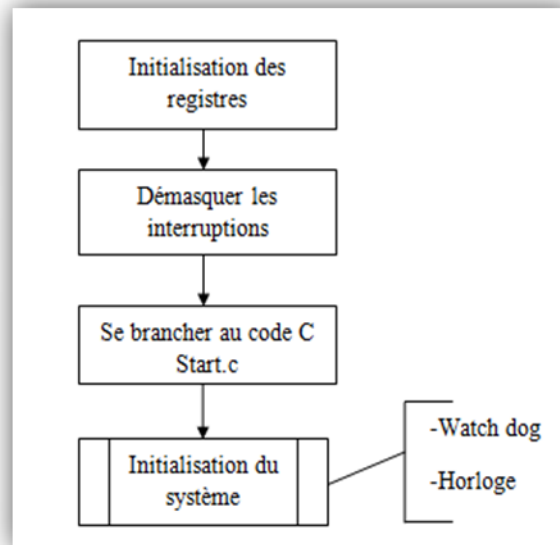 Initialisation des
registres
Démasquer les
interruptions
Se brancher au code C
Start.c
Initialisation du
système
-Watch dog
-Horloge